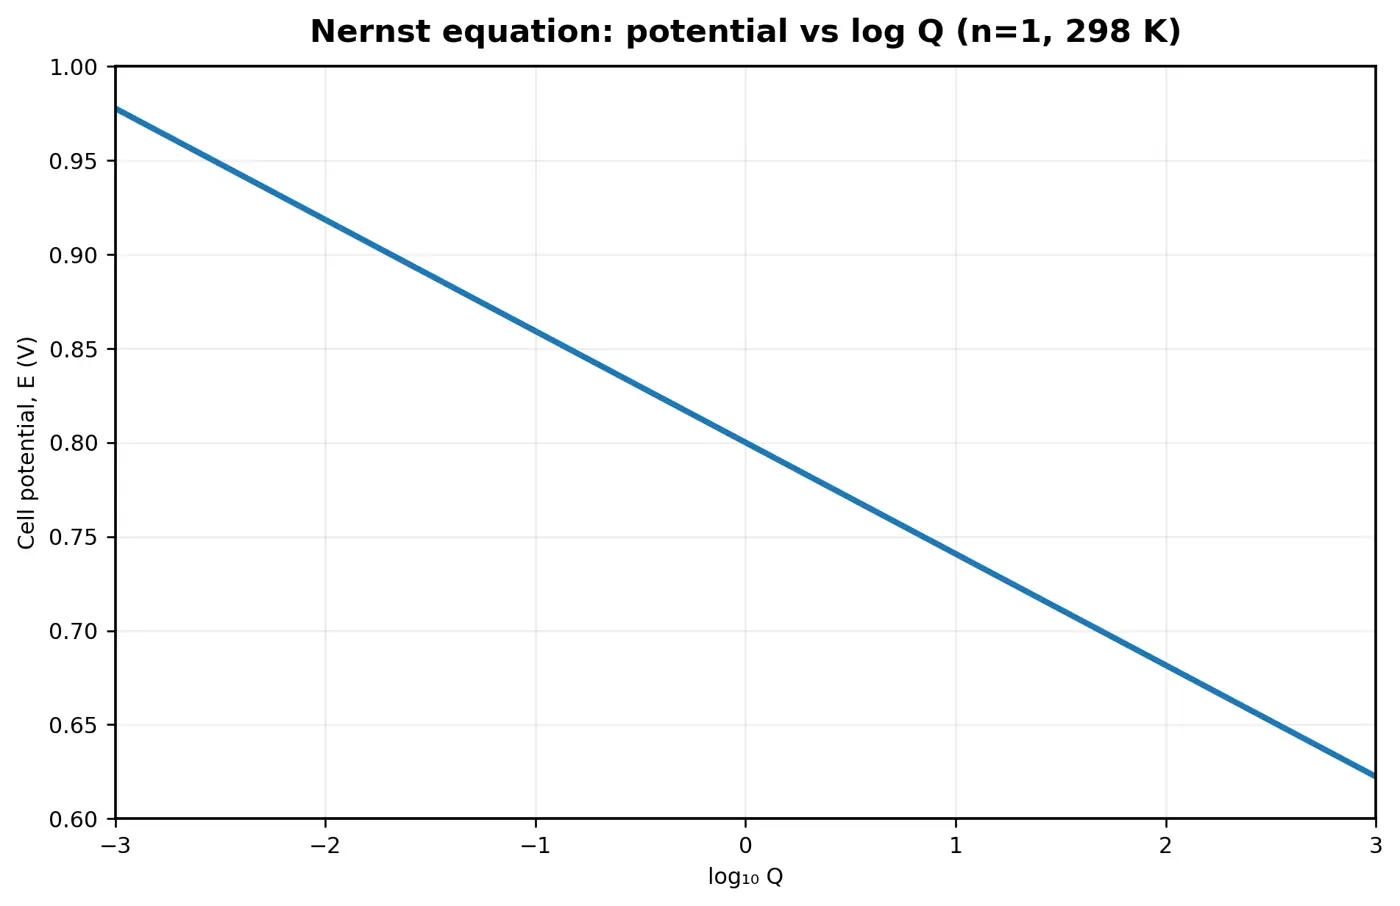 Nernst equation: potential vs log Q (n=1, 298 K)
1.00
0.95
0.90
0.85
0.80
0.75
0.70
0.65
0.60
Cell potential, E (V)
−3 −2 −1 0 1 2 3
log₁₀ Q